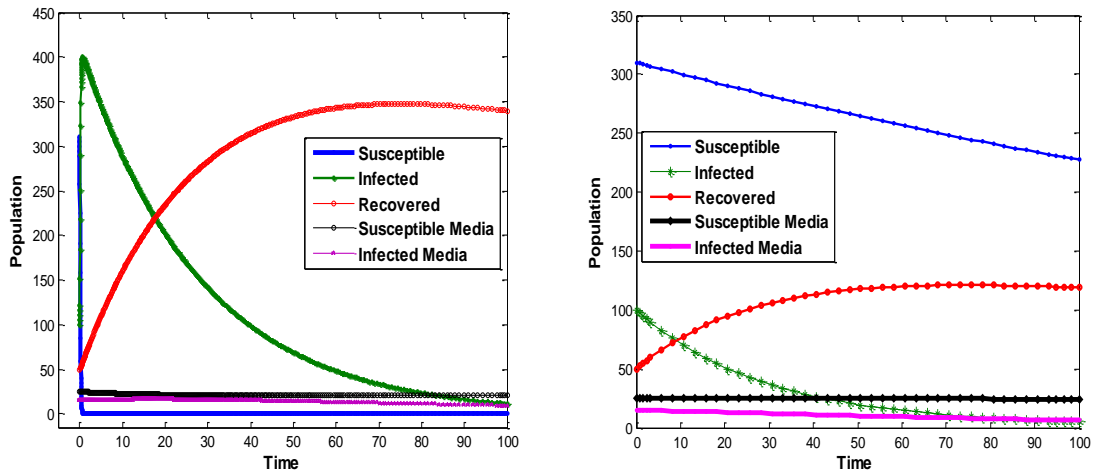 450
400
350
300
250
200
150
100
50
0
Population
0 10 20 30 40 50 60 70 80 90 100
Time
Susceptible
Infected
Recovered
Susceptible Media
Infected Media
350
300
250
200
150
100
50
0
Population
0 10 20 30 40 50 60 70 80 90 100
Time
Susceptible
Infected
Recovered
Susceptible Media
Infected Media